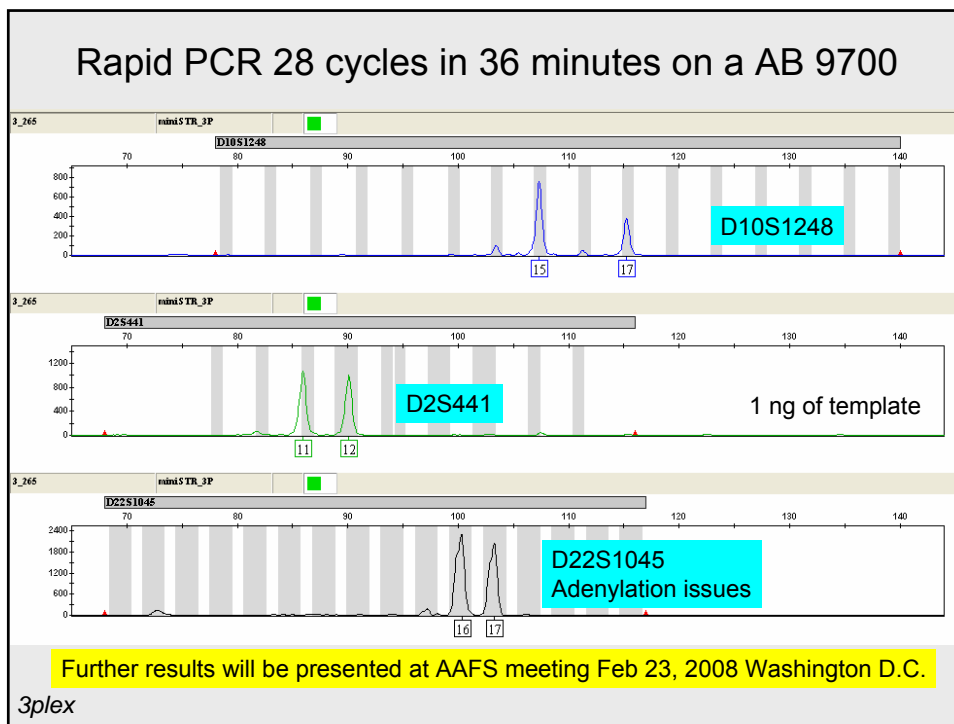 Rapid PCR 28 cycles in 36 minutes on a AB 9700
3_265 miniSTR_3P
D10S1248
70 80 90 100 110 120 130 140
800
600
400
200
0
D10S1248
15 17
3_265 miniSTR_3P
D2S441
70 80 90 100 110 120 130 140
1200
800
400
0
D2S441
1 ng of template
11 12
3_265 miniSTR_3P
D22S1045
70 80 90 100 110 120 130 140
2400
1800
1200
600
0
D22S1045
Adenylation issues
16 17
Further results will be presented at AAFS meeting Feb 23, 2008 Washington D.C.
3plex